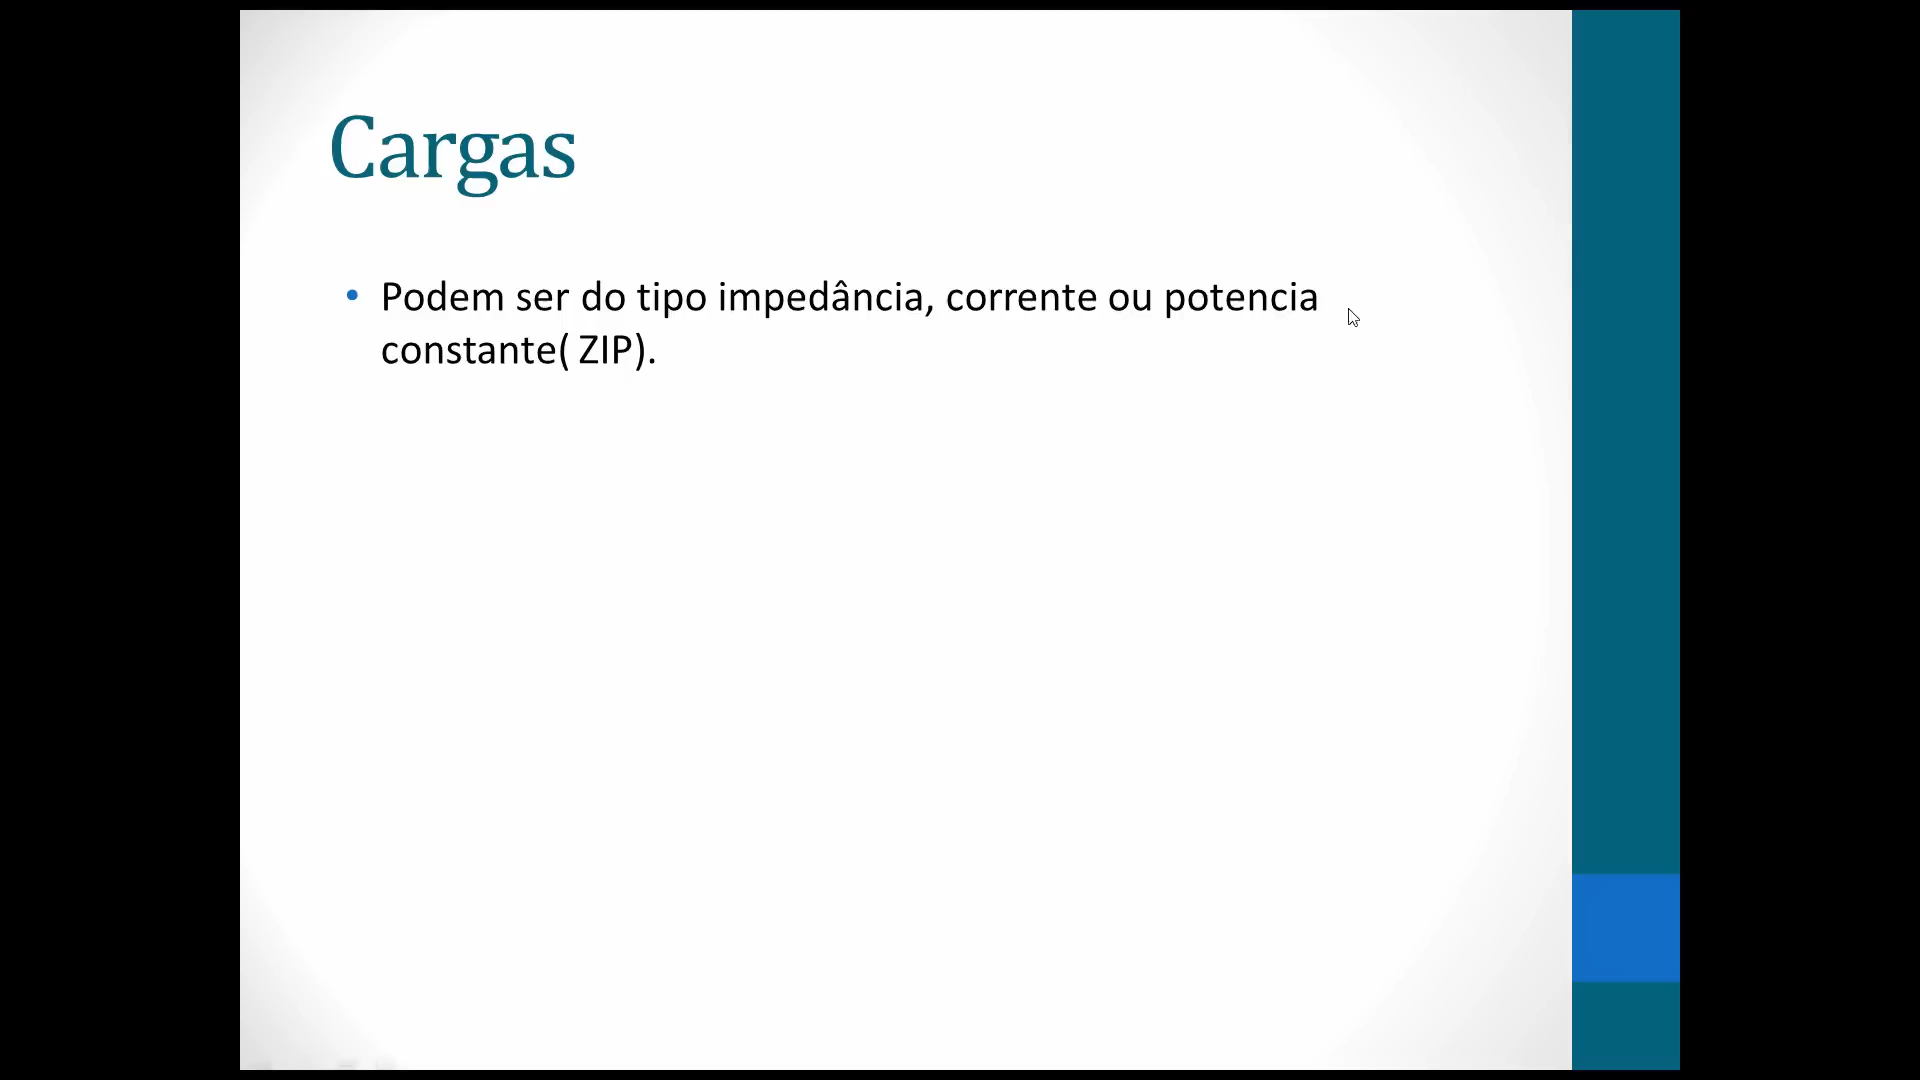 Cargas
• Podem ser do tipo impedância, corrente ou potencia
constante( ZIP).